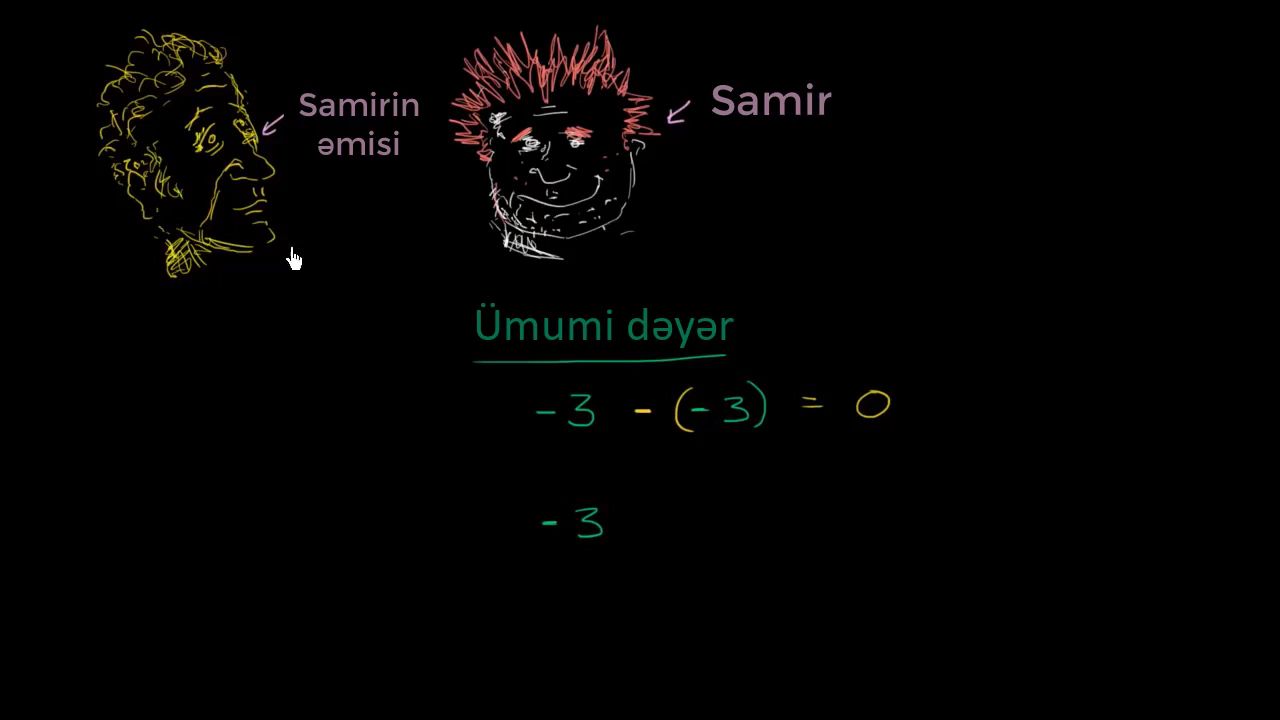 Samirin
əmisi
Samir
Ümumi dəyər
-3 - (-3) = 0
-3